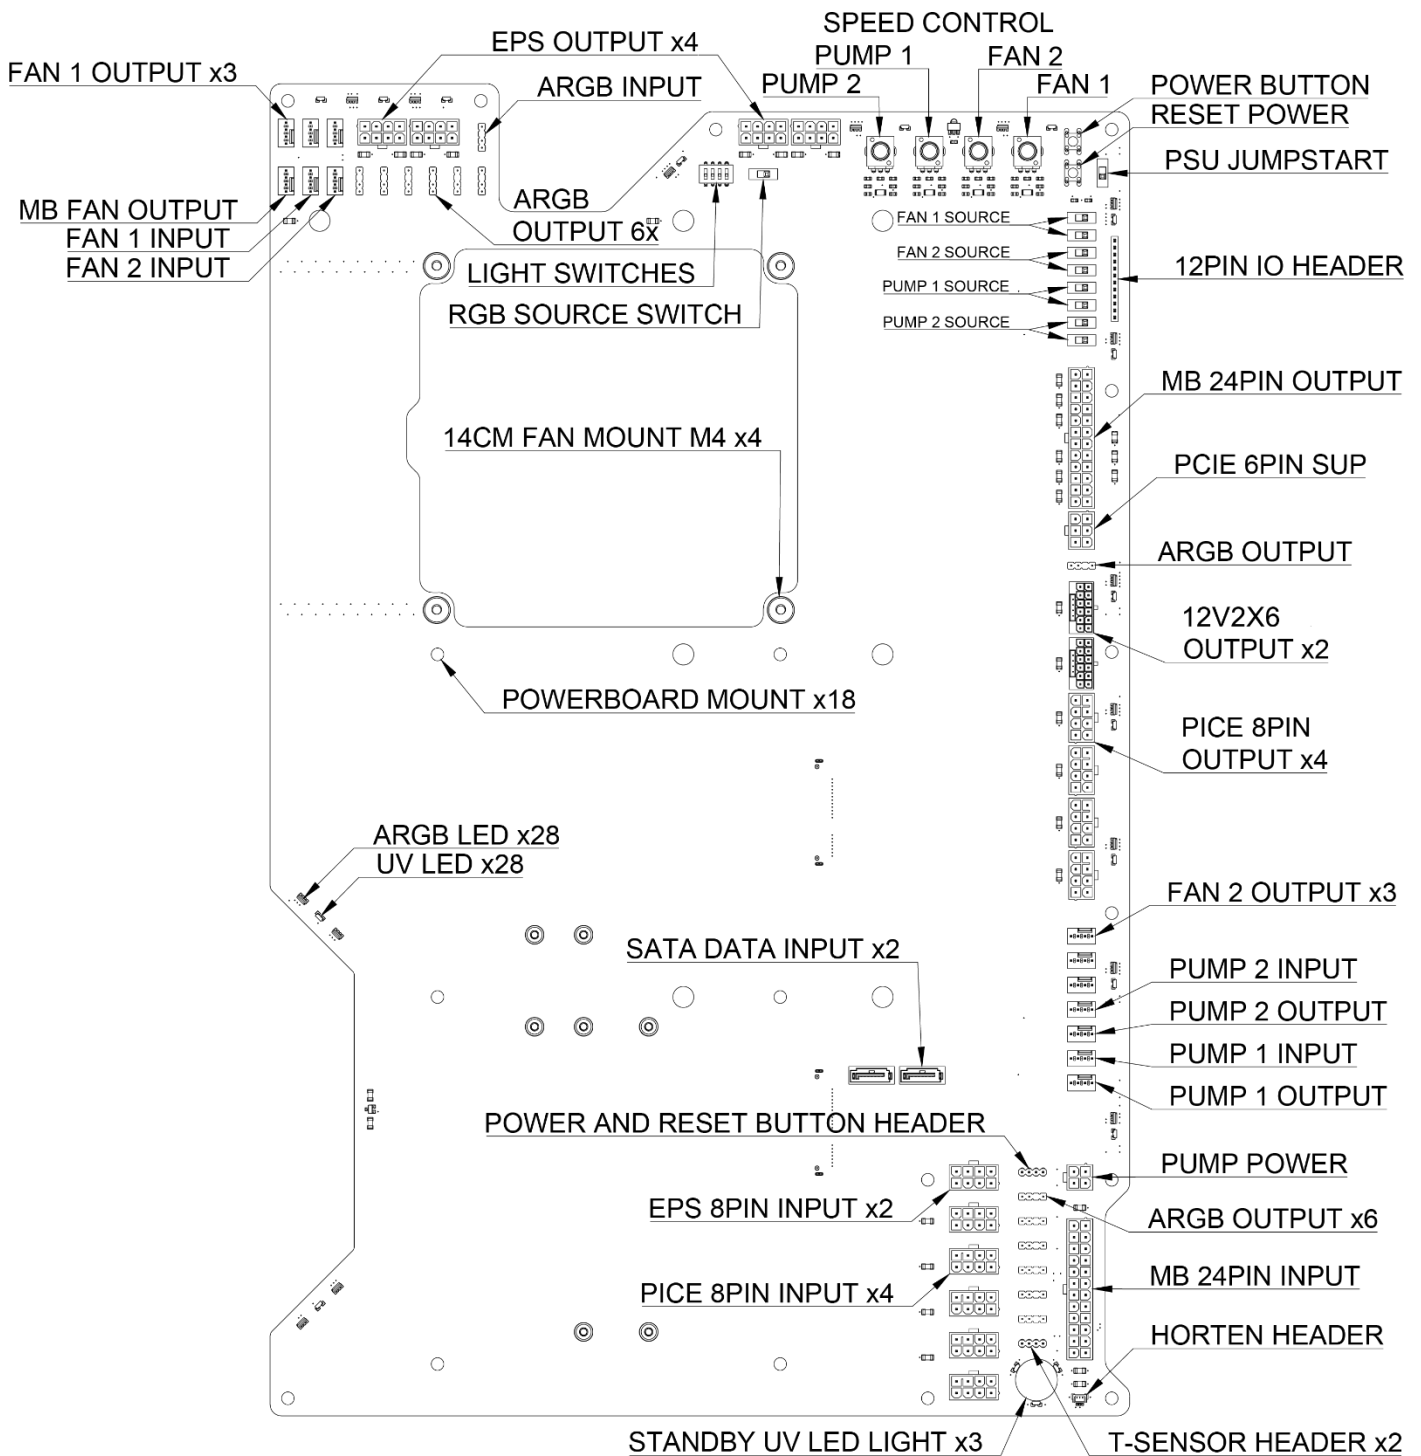 SPEED CONTROL
EPS OUTPUT x4
PUMP 1
FAN 2
FAN 1 OUTPUT x3
ARGB INPUT
PUMP 2
FAN 1
POWER BUTTON
RESET POWER
PSU JUMPSTART
MB FAN OUTPUT
ARGB
OUTPUT 6x
FAN 1 INPUT
FAN 2 INPUT
LIGHT SWITCHES
RGB SOURCE SWITCH
FAN 1 SOURCE
FAN 2 SOURCE
PUMP 1 SOURCE
PUMP 2 SOURCE
12PIN IO HEADER
MB 24PIN OUTPUT
14CM FAN MOUNT M4 x4
PCIE 6PIN SUP
ARGB OUTPUT
12V2X6
OUTPUT x2
POWERBOARD MOUNT x18
PICE 8PIN
OUTPUT x4
ARGB LED x28
UV LED x28
FAN 2 OUTPUT x3
SATA DATA INPUT x2
PUMP 2 INPUT
PUMP 2 OUTPUT
PUMP 1 INPUT
PUMP 1 OUTPUT
POWER AND RESET BUTTON HEADER
PUMP POWER
EPS 8PIN INPUT x2
ARGB OUTPUT x6
PICE 8PIN INPUT x4
MB 24PIN INPUT
HORTEN HEADER
STANDBY UV LED LIGHT x3
T-SENSOR HEADER x2